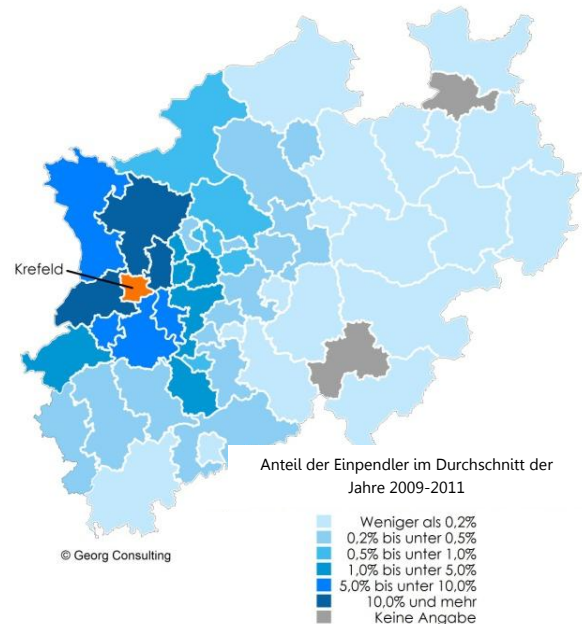 Krefeld
Anteil der Einpendler im Durchschnitt der
Jahre 2009-2011
© Georg Consulting
Weniger als 0,2%
0,2% bis unter 0,5%
0,5% bis unter 1,0%
1,0% bis unter 5,0%
5,0% bis unter 10,0%
10,0% und mehr
Keine Angabe